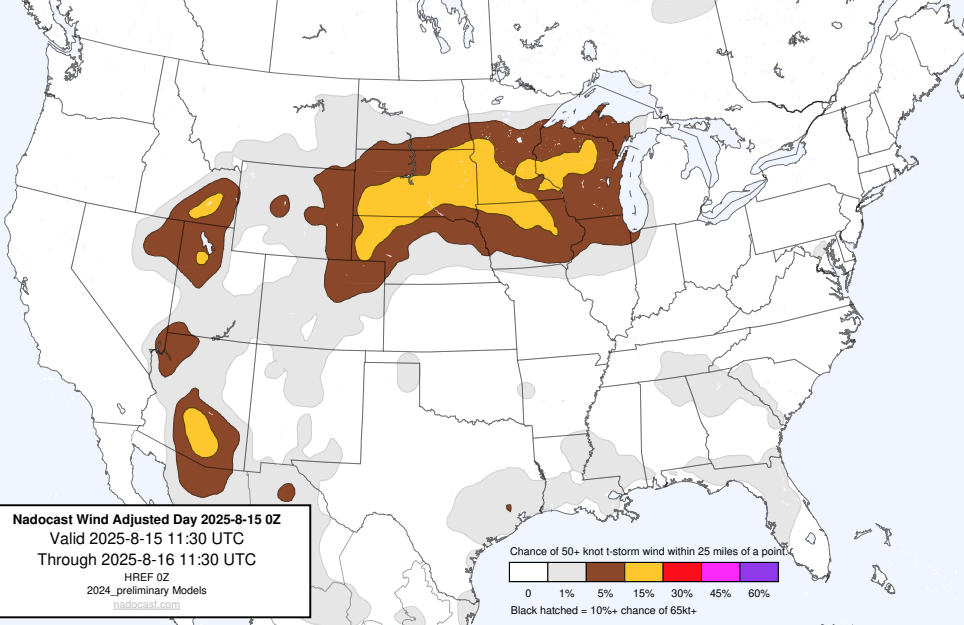 Nadocast Wind Adjusted Day 2025-8-15 0Z
Valid 2025-8-15 11:30 UTC
Through 2025-8-16 11:30 UTC
HREF 0Z
2024_preliminary Models
nadocast.com
Chance of 50+ knot t-storm wind within 25 miles of a point.
0 1% 5% 15% 30% 45% 60%
Black hatched = 10%+ chance of 65kt+